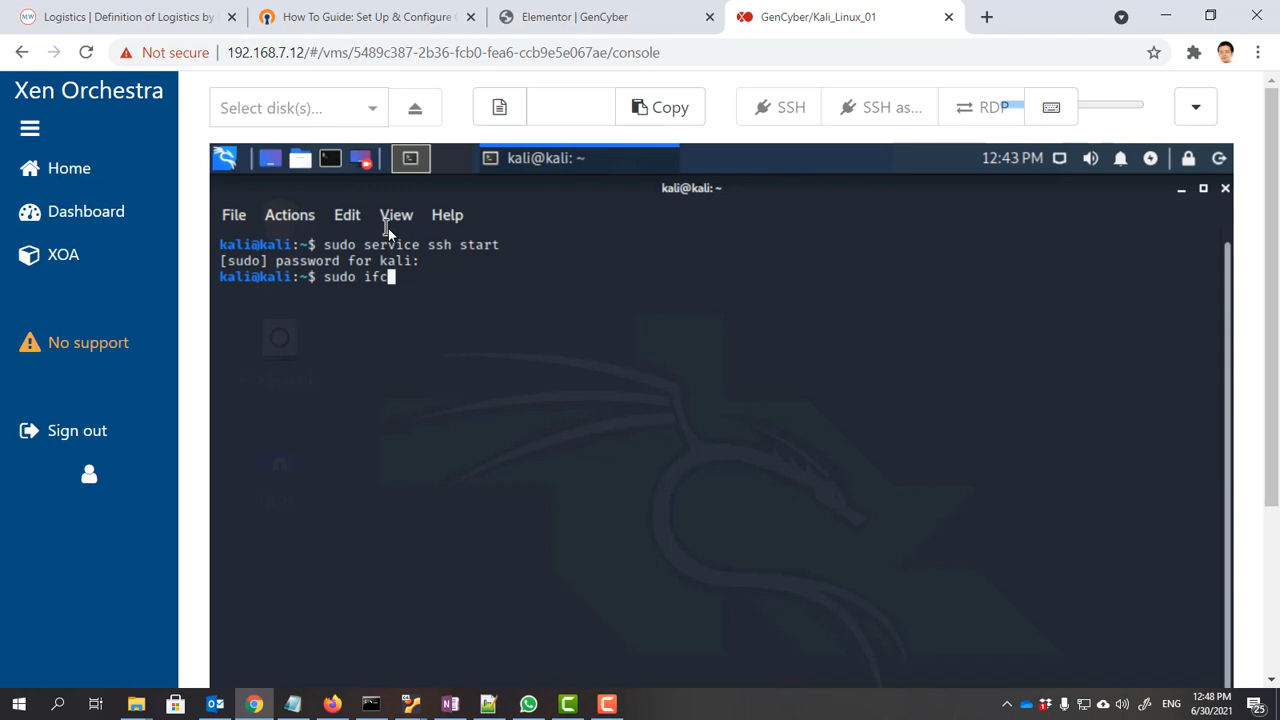 Logistics | Definition of Logistics by
How To Guide: Set Up & Configure
Elementor | GenCyber
GenCyber/Kali_Linux_01
Not secure
192.168.7.12/#/vms/5489c387-2b36-fcb0-fea6-dcb9e5e067ae/console
Xen Orchestra
Select disk(s)...
Copy
SSH
SSH as...
RDP
Home
Dashboard
XOA
No support
Sign out
kali@kali: ~
12:43 PM
kali@kali: ~
File Actions Edit View Help
kali@kali:~$ sudo service ssh start
[sudo] password for kali:
kali@kali:~$ sudo ifc
12:48 PM
ENG
6/30/2021
25